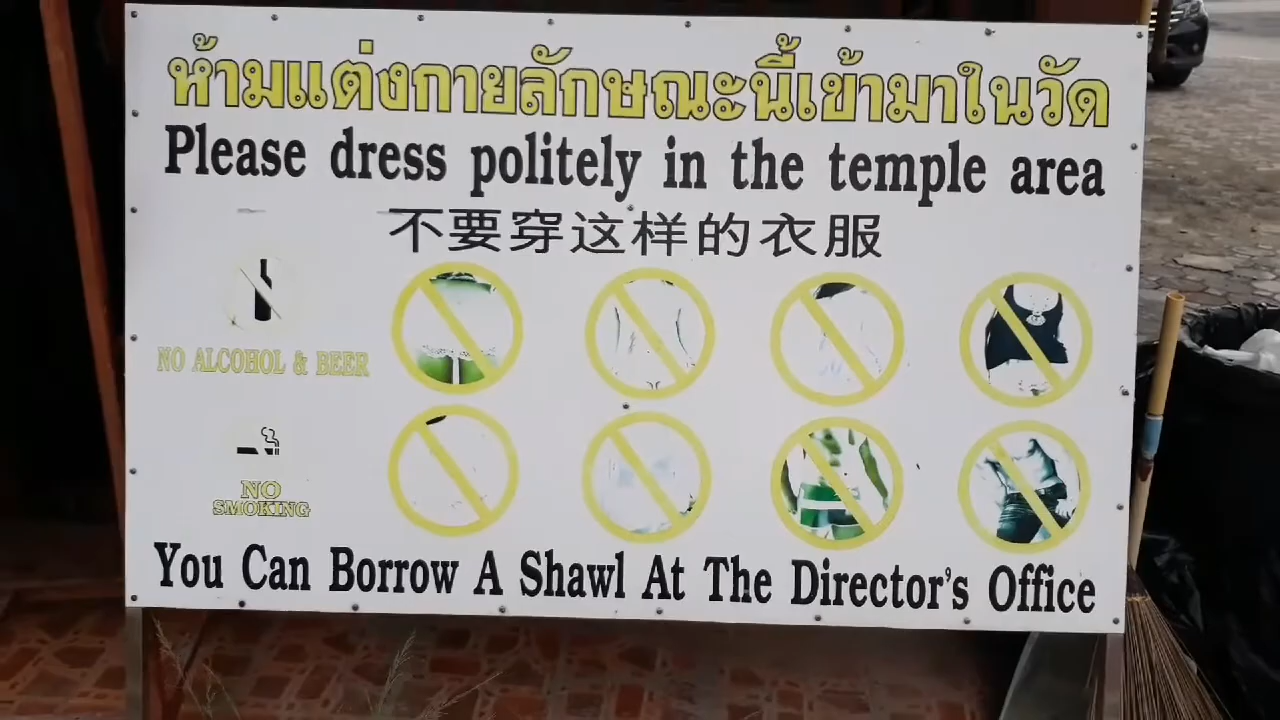 ห้ามแต่งกายลักษณะนี้เข้ามาในวัด
Please dress politely in the temple area
不要穿这样的衣服
NO ALCOHOL & BEER
NO
SMOKING
You Can Borrow A Shawl At The Director's Office